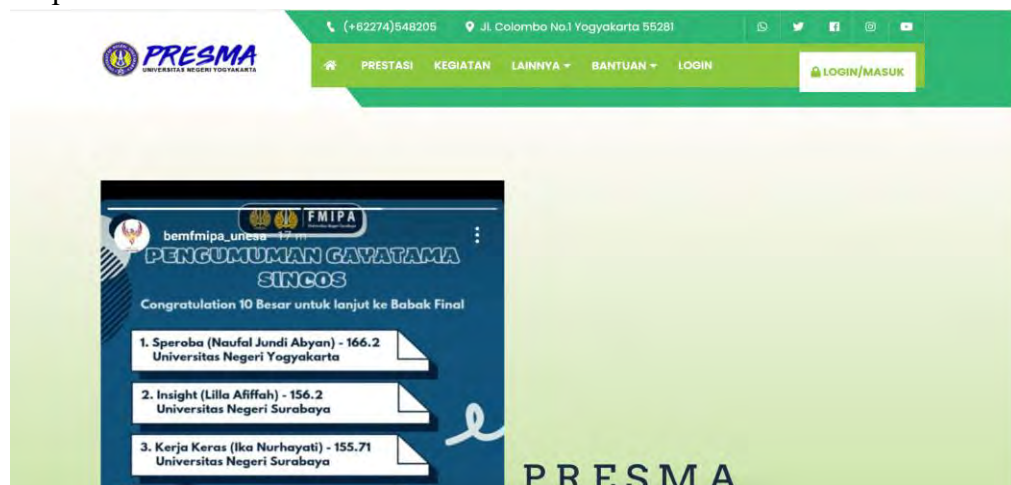 (+62274)548205 Jl. Colombo No.1 Yogyakarta 55281
PRESMA
UNIVERSITAS NEGERI YOGYAKARTA
PRESTASI KEGIATAN LAINNYA BANTUAN LOGIN
LOGIN/MASUK
FMIPA
bemfmipa_unesa 17 m
PENGUMUMAN GAYATAMA
SINCOS
Congratulation 10 Besar untuk lanjut ke Babak Final
1. Speroba (Naufal Jundi Abyan) - 166.2
Universitas Negeri Yogyakarta
2. Insight (Lilla Afiffah) - 156.2
Universitas Negeri Surabaya
3. Kerja Keras (Ika Nurhayati) - 155.71
Universitas Negeri Surabaya
PRESMA